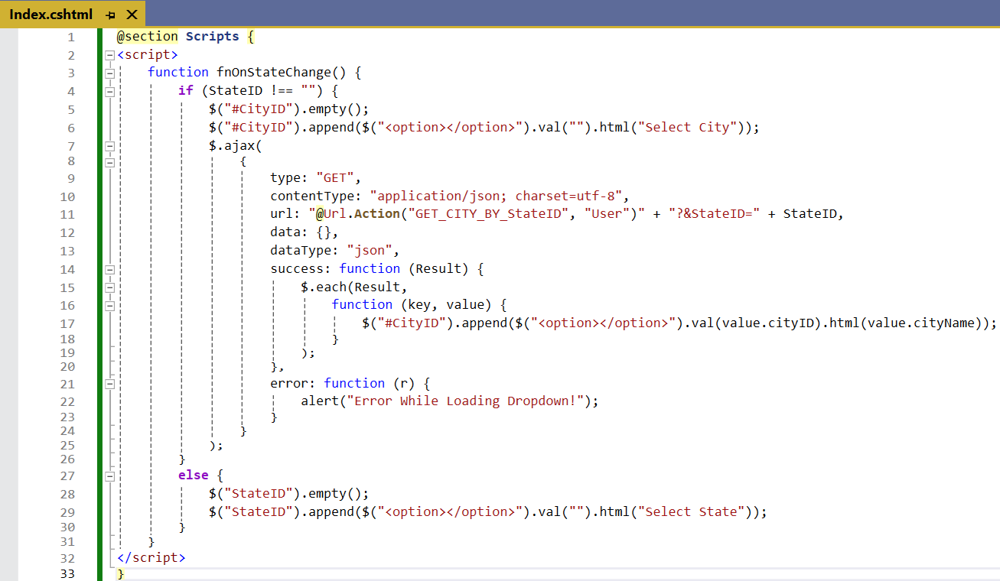 Index.cshtml
1 @section Scripts {
2 <script>
3     function fnOnStateChange() {
4         if (StateID !== "") {
5             $("#CityID").empty();
6             $("#CityID").append($("<option></option>").val("").html("Select City"));
7             $.ajax(
8                 {
9                     type: "GET",
10                     contentType: "application/json; charset=utf-8",
11                     url: "@Url.Action("GET_CITY_BY_StateID", "User")" + "?&StateID=" + StateID,
12                     data: {},
13                     dataType: "json",
14                     success: function (Result) {
15                         $.each(Result,
16                             function (key, value) {
17                                 $("#CityID").append($("<option></option>").val(value.cityID).html(value.cityName));
18                             }
19                         );
20                     },
21                     error: function (r) {
22                         alert("Error While Loading Dropdown!");
23                     }
24                 }
25             );
26         }
27         else {
28             $("StateID").empty();
29             $("StateID").append($("<option></option>").val("").html("Select State"));
30         }
31     }
32 </script>
33 }